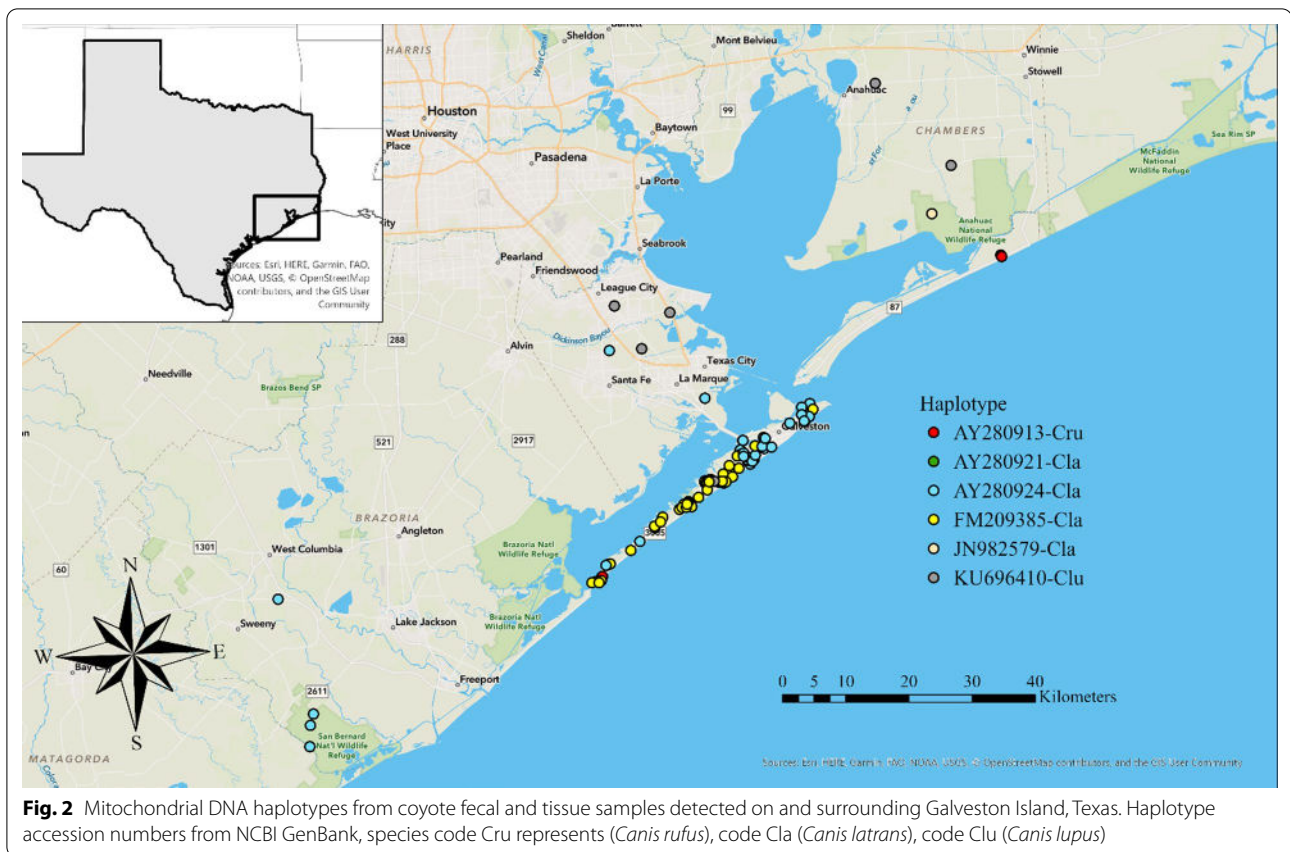 Barrett
Sheldon
Mont Belvieu
HARRIS
West Canal
Winnie
Stowell
Anahuac
99
Houston
West University
Place
Baytown
CHAMBERS
Sea Rim SP
Pasadena
McFaddin
National
Wildlife Refuge
La Porte
Anahuac
National
Wildlife Refuge
Seabrook
Pearland
Friendswood
League City
87
Sources: Esri, HERE, Garmin, FAO,
NOAA, USGS, © OpenStreetMap
contributors, and the GIS User
Community
288
Dickinson Bayou
Alvin
Texas City
Santa Fe
La Marque
Needville
Brazos Bend SP
Galveston
521
2917
Haplotype
AY280913-Cru
AY280921-Cla
AY280924-Cla
FM209385-Cla
JN982579-Cla
KU696410-Clu
BRAZORIA
Angleton
3005
1301
West Columbia
Brazoria Natl
Wildlife Refuge
60
N
Sweeny
Lake Jackson
Brazoria Natl
Wildlife Refuge
W
E
Bay City
Freeport
0 5 10 20 30 40
Kilometers
2611
S
San Bernard
Nat'l Wildlife
Refuge
MATAGORDA
Sources: Esri, HERE, Garmin, FAO, NOAA, USGS, © OpenStreetMap contributors, and the GIS User Community
Fig. 2 Mitochondrial DNA haplotypes from coyote fecal and tissue samples detected on and surrounding Galveston Island, Texas. Haplotype
accession numbers from NCBI GenBank, species code Cru represents (Canis rufus), code Cla (Canis latrans), code Clu (Canis lupus)